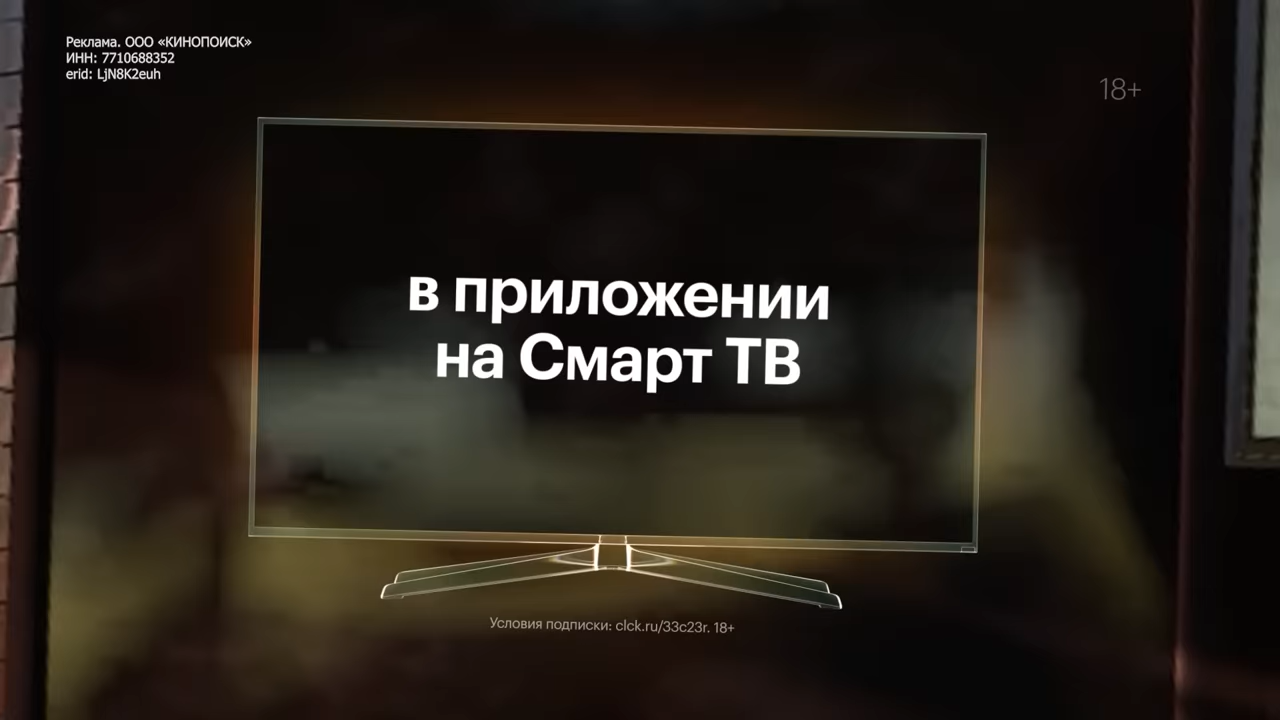 Реклама. ООО «КИНОПОИСК»
ИНН: 7710688352
erid: LjN8K2euh
18+
в приложении
на Смарт ТВ
Условия подписки: clck.ru/33c23r. 18+